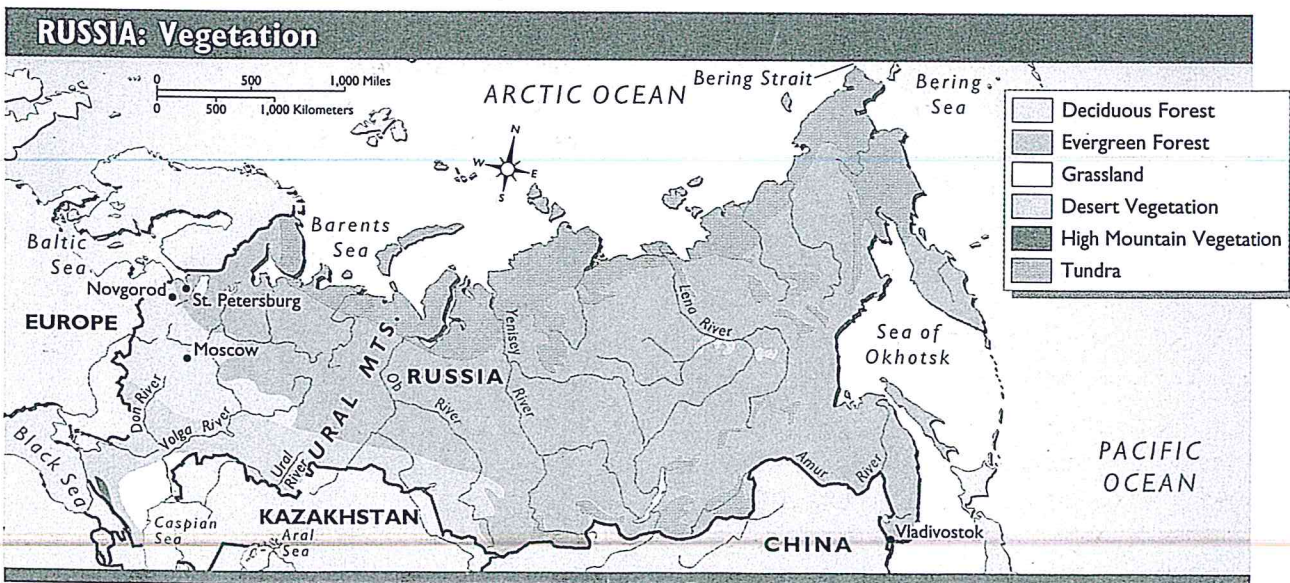 RUSSIA: Vegetation
0 500 1,000 Miles
0 500 1,000 Kilometers
ARCTIC OCEAN
Bering Strait
Bering
Sea
Deciduous Forest
Evergreen Forest
Grassland
Desert Vegetation
High Mountain Vegetation
Tundra
N
W
E
S
Barents
Sea
Baltic
Sea
Novgorod
St. Petersburg
EUROPE
Moscow
Don River
Volga River
Black Sea
Ural
River
URAL MTS.
Ob
River
RUSSIA
Yenisey
River
Lena
River
Sea of
Okhotsk
Amur
River
PACIFIC
OCEAN
Caspian
Sea
KAZAKHSTAN
Aral
Sea
CHINA
Vladivostok